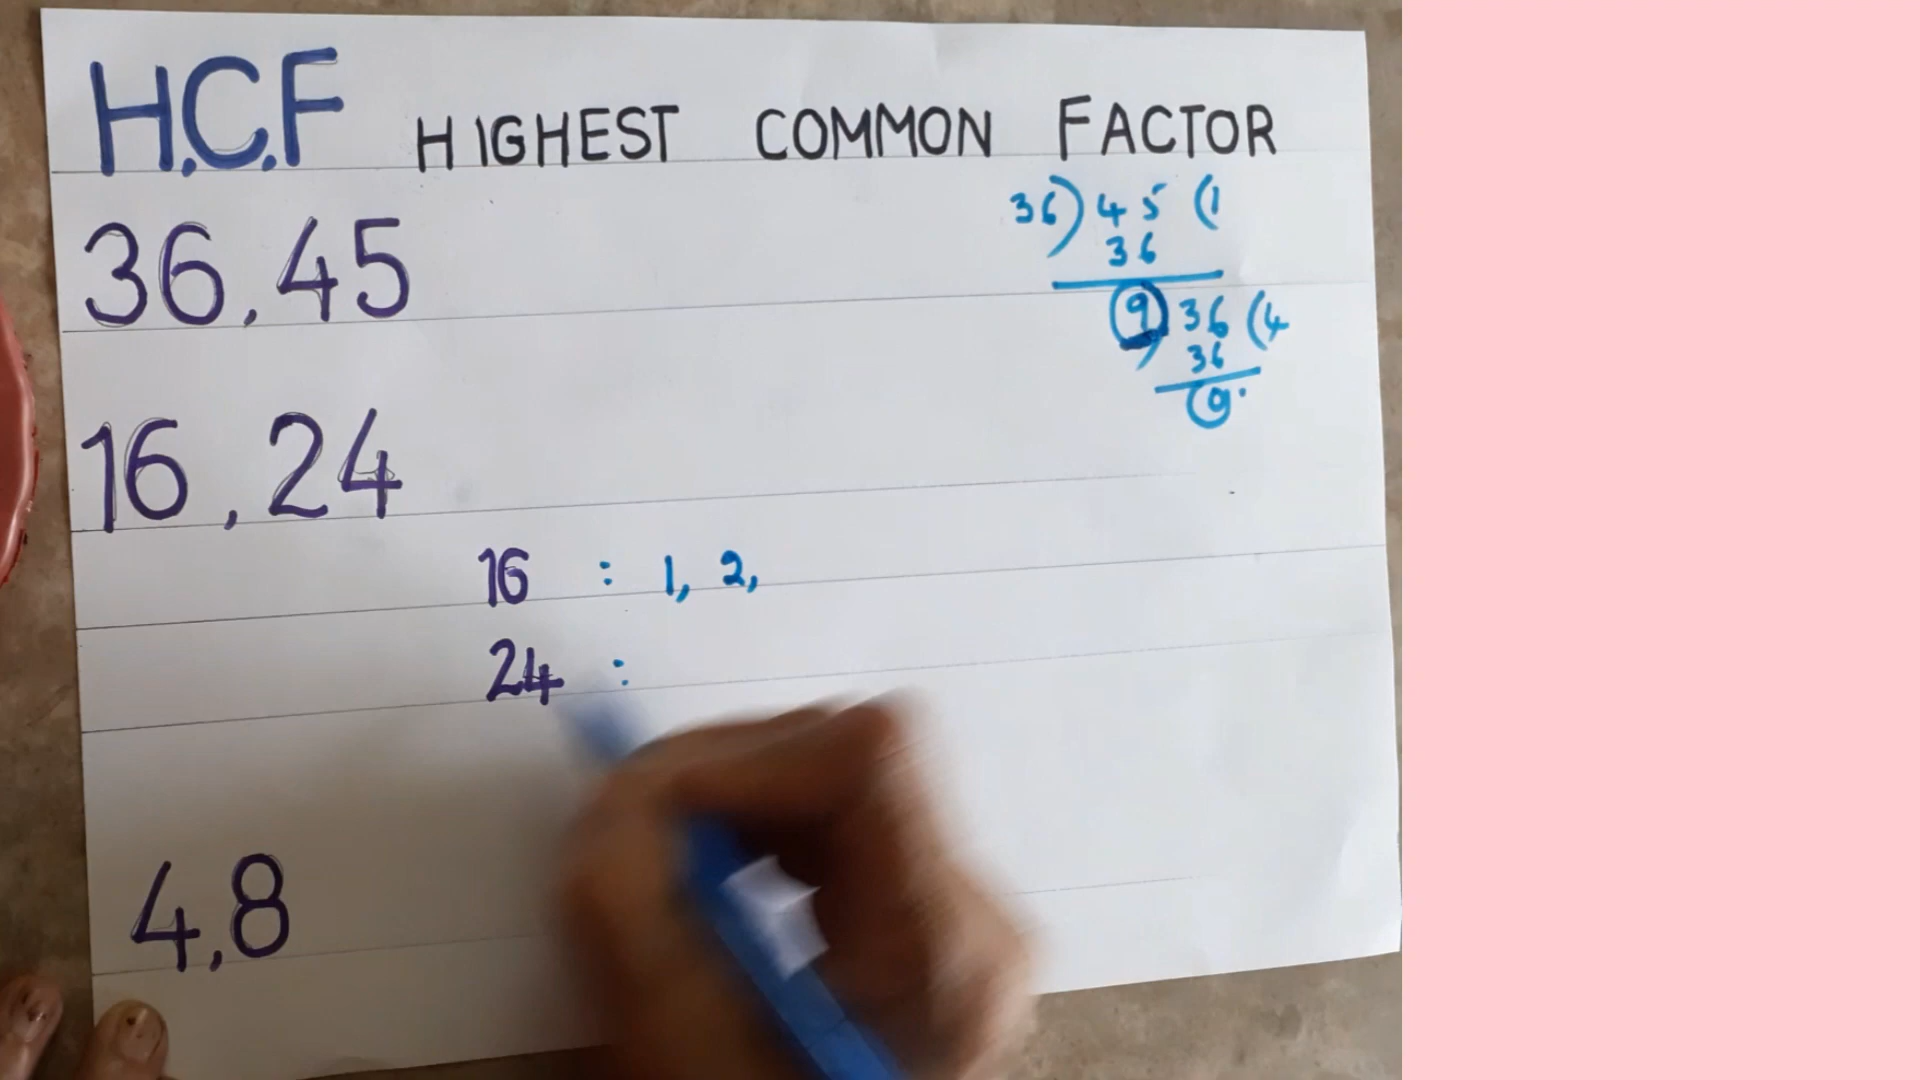 H.C.F HIGHEST COMMON FACTOR
36, 45
36) 45 (1
36
9) 36 (4
36
16, 24
16 : 1, 2,
24 :
4, 8